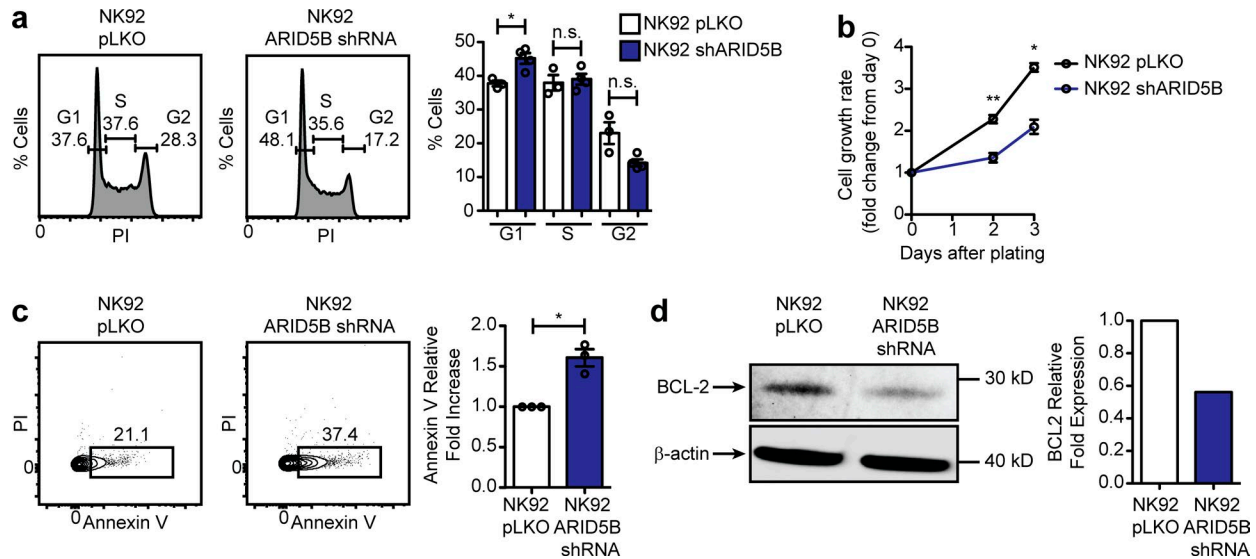 a
NK92
pLKO
% Cells
G1
37.6
S
37.6
G2
28.3
0
PI
NK92
ARID5B shRNA
% Cells
G1
48.1
S
35.6
G2
17.2
0
PI
% Cells
50
40
30
20
10
0
*
n.s.
n.s.
G1
S
G2
NK92 pLKO
NK92 shARID5B
b
Cell growth rate
(fold change from day 0)
4
3
2
1
0
**
*
0
1
2
3
Days after plating
NK92 pLKO
NK92 shARID5B
c
NK92
pLKO
PI
0
21.1
0
Annexin V
NK92
ARID5B shRNA
PI
0
37.4
0
Annexin V
Annexin V Relative
Fold Increase
2.0
1.5
1.0
0.5
0.0
*
NK92
pLKO
NK92
ARID5B
shRNA
d
NK92
pLKO
NK92
ARID5B
shRNA
BCL-2
30 kD
β-actin
40 kD
BCL2 Relative
Fold Expression
1.0
0.8
0.6
0.4
0.2
0.0
NK92
pLKO
NK92
ARID5B
shRNA